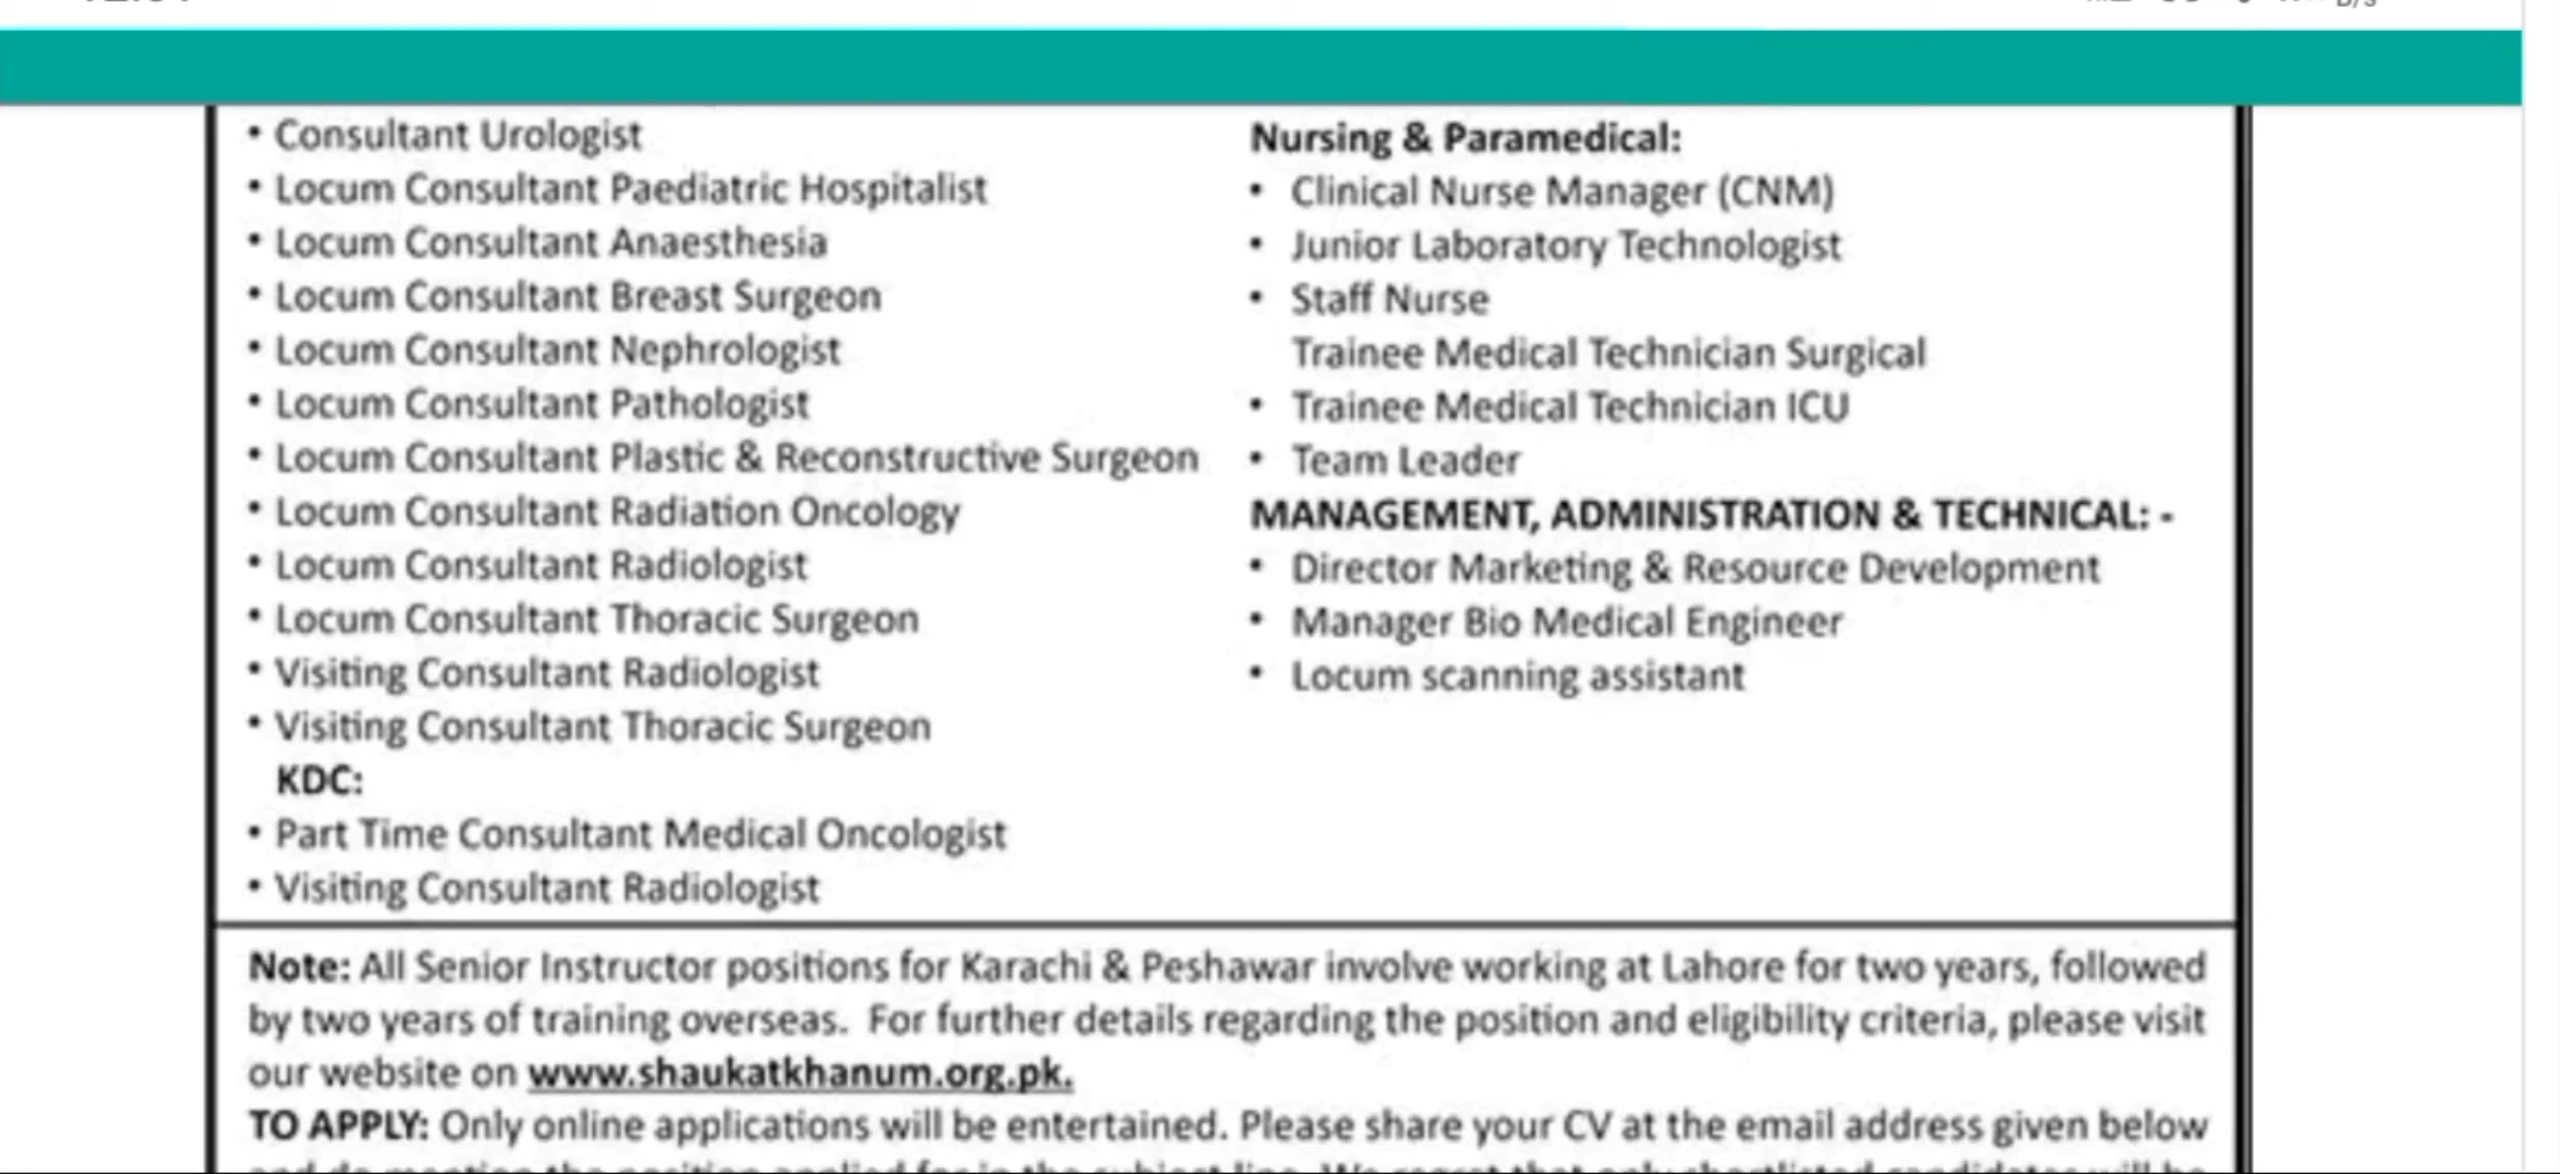 • Consultant Urologist
• Locum Consultant Paediatric Hospitalist
• Locum Consultant Anaesthesia
• Locum Consultant Breast Surgeon
• Locum Consultant Nephrologist
• Locum Consultant Pathologist
• Locum Consultant Plastic & Reconstructive Surgeon
• Locum Consultant Radiation Oncology
• Locum Consultant Radiologist
• Locum Consultant Thoracic Surgeon
• Visiting Consultant Radiologist
• Visiting Consultant Thoracic Surgeon
KDC:
• Part Time Consultant Medical Oncologist
• Visiting Consultant Radiologist
Nursing & Paramedical:
• Clinical Nurse Manager (CNM)
• Junior Laboratory Technologist
• Staff Nurse
Trainee Medical Technician Surgical
• Trainee Medical Technician ICU
• Team Leader
MANAGEMENT, ADMINISTRATION & TECHNICAL: -
• Director Marketing & Resource Development
• Manager Bio Medical Engineer
• Locum scanning assistant
Note: All Senior Instructor positions for Karachi & Peshawar involve working at Lahore for two years, followed
by two years of training overseas. For further details regarding the position and eligibility criteria, please visit
our website on www.shaukatkhanum.org.pk.
TO APPLY: Only online applications will be entertained. Please share your CV at the email address given below